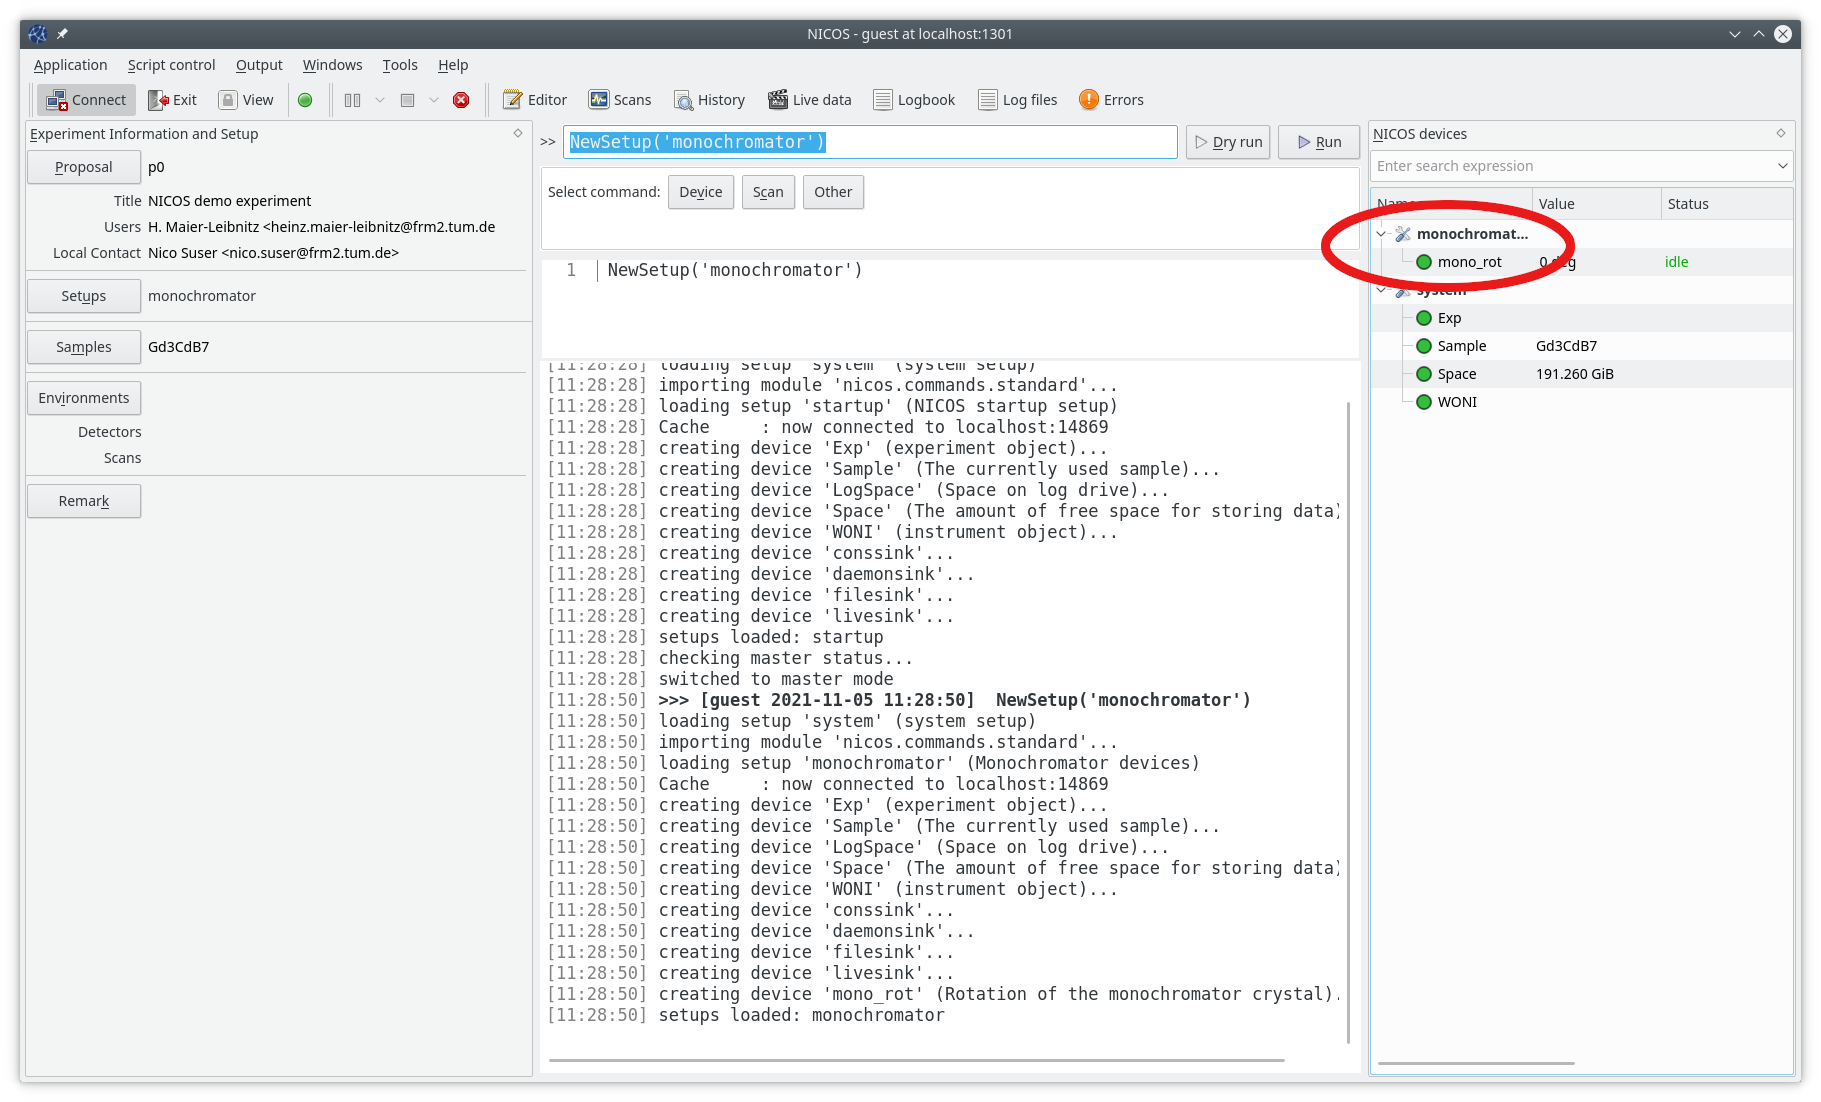 NICOS - guest at localhost:1301
Application Script control Output Windows Tools Help
Connect Exit View Editor Scans History Live data Logbook Log files Errors
Experiment Information and Setup
Proposal p0
Title NICOS demo experiment
Users H. Maier-Leibnitz <heinz.maier-leibnitz@frm2.tum.de
Local Contact Nico Suser <nico.suser@frm2.tum.de>
Setups monochromator
Samples Gd3CdB7
Environments
Detectors
Scans
Remark
>> NewSetup('monochromator') Dry run Run
Select command: Device Scan Other
1 NewSetup('monochromator')
[11:28:28] loading setup 'system' (system setup)
[11:28:28] importing module 'nicos.commands.standard'...
[11:28:28] loading setup 'startup' (NICOS startup setup)
[11:28:28] Cache     : now connected to localhost:14869
[11:28:28] creating device 'Exp' (experiment object)...
[11:28:28] creating device 'Sample' (The currently used sample)...
[11:28:28] creating device 'LogSpace' (Space on log drive)...
[11:28:28] creating device 'Space' (The amount of free space for storing data)
[11:28:28] creating device 'WONI' (instrument object)...
[11:28:28] creating device 'conssink'...
[11:28:28] creating device 'daemonsink'...
[11:28:28] creating device 'filesink'...
[11:28:28] creating device 'livesink'...
[11:28:28] setups loaded: startup
[11:28:28] checking master status...
[11:28:28] switched to master mode
[11:28:50] >>> [guest 2021-11-05 11:28:50]  NewSetup('monochromator')
[11:28:50] loading setup 'system' (system setup)
[11:28:50] importing module 'nicos.commands.standard'...
[11:28:50] loading setup 'monochromator' (Monochromator devices)
[11:28:50] Cache     : now connected to localhost:14869
[11:28:50] creating device 'Exp' (experiment object)...
[11:28:50] creating device 'Sample' (The currently used sample)...
[11:28:50] creating device 'LogSpace' (Space on log drive)...
[11:28:50] creating device 'Space' (The amount of free space for storing data)
[11:28:50] creating device 'WONI' (instrument object)...
[11:28:50] creating device 'conssink'...
[11:28:50] creating device 'daemonsink'...
[11:28:50] creating device 'filesink'...
[11:28:50] creating device 'livesink'...
[11:28:50] creating device 'mono_rot' (Rotation of the monochromator crystal).
[11:28:50] setups loaded: monochromator
NICOS devices
Enter search expression
Name Value Status
monochromat...
mono_rot 0 deg idle
system
Exp
Sample Gd3CdB7
Space 191.260 GiB
WONI